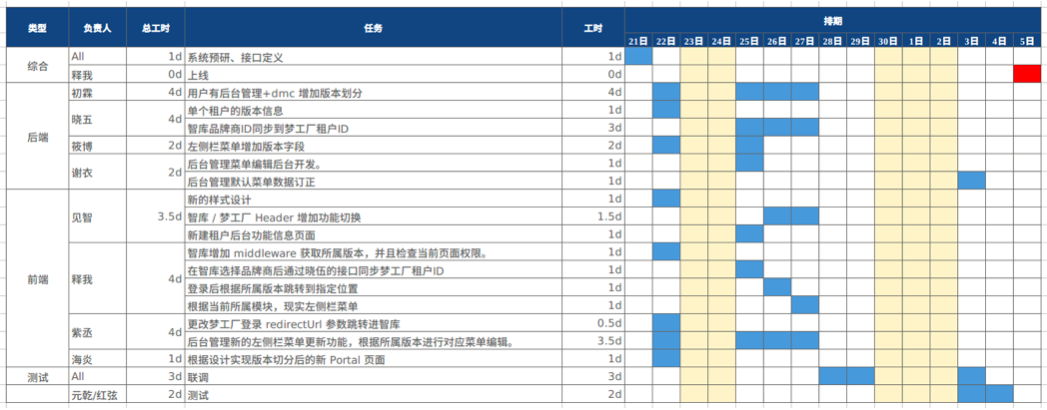 类型 负责人 总工时 任务 工时 排期
21日 22日 23日 24日 25日 26日 27日 28日 29日 30日 1日 2日 3日 4日 5日
综合 All 1d 系统预研、接口定义 1d
释我 0d 上线 0d
后端 初霖 4d 用户有后台管理+dmc 增加版本划分 4d
晓五 4d 单个租户的版本信息 1d
智库品牌商ID同步到梦工厂租户ID 3d
筱博 2d 左侧栏菜单增加版本字段 2d
谢衣 2d 后台管理菜单编辑后台开发。 1d
后台管理默认菜单数据订正 1d
前端 见智 3.5d 新的样式设计 1d
智库 / 梦工厂 Header 增加功能切换 1.5d
新建租户后台功能信息页面 1d
释我 4d 智库增加 middleware 获取所属版本，并且检查当前页面权限。 1d
在智库选择品牌商后通过晓伍的接口同步梦工厂租户ID 1d
登录后根据所属版本跳转到指定位置 1d
根据当前所属模块，现实左侧栏菜单 1d
紫丞 4d 更改梦工厂登录 redirectUrl 参数跳转进智库 0.5d
后台管理新的左侧栏菜单更新功能，根据所属版本进行对应菜单编辑。 3.5d
海炎 1d 根据设计实现版本切分后的新 Portal 页面 1d
测试 All 3d 联调 3d
元乾/红弦 2d 测试 2d